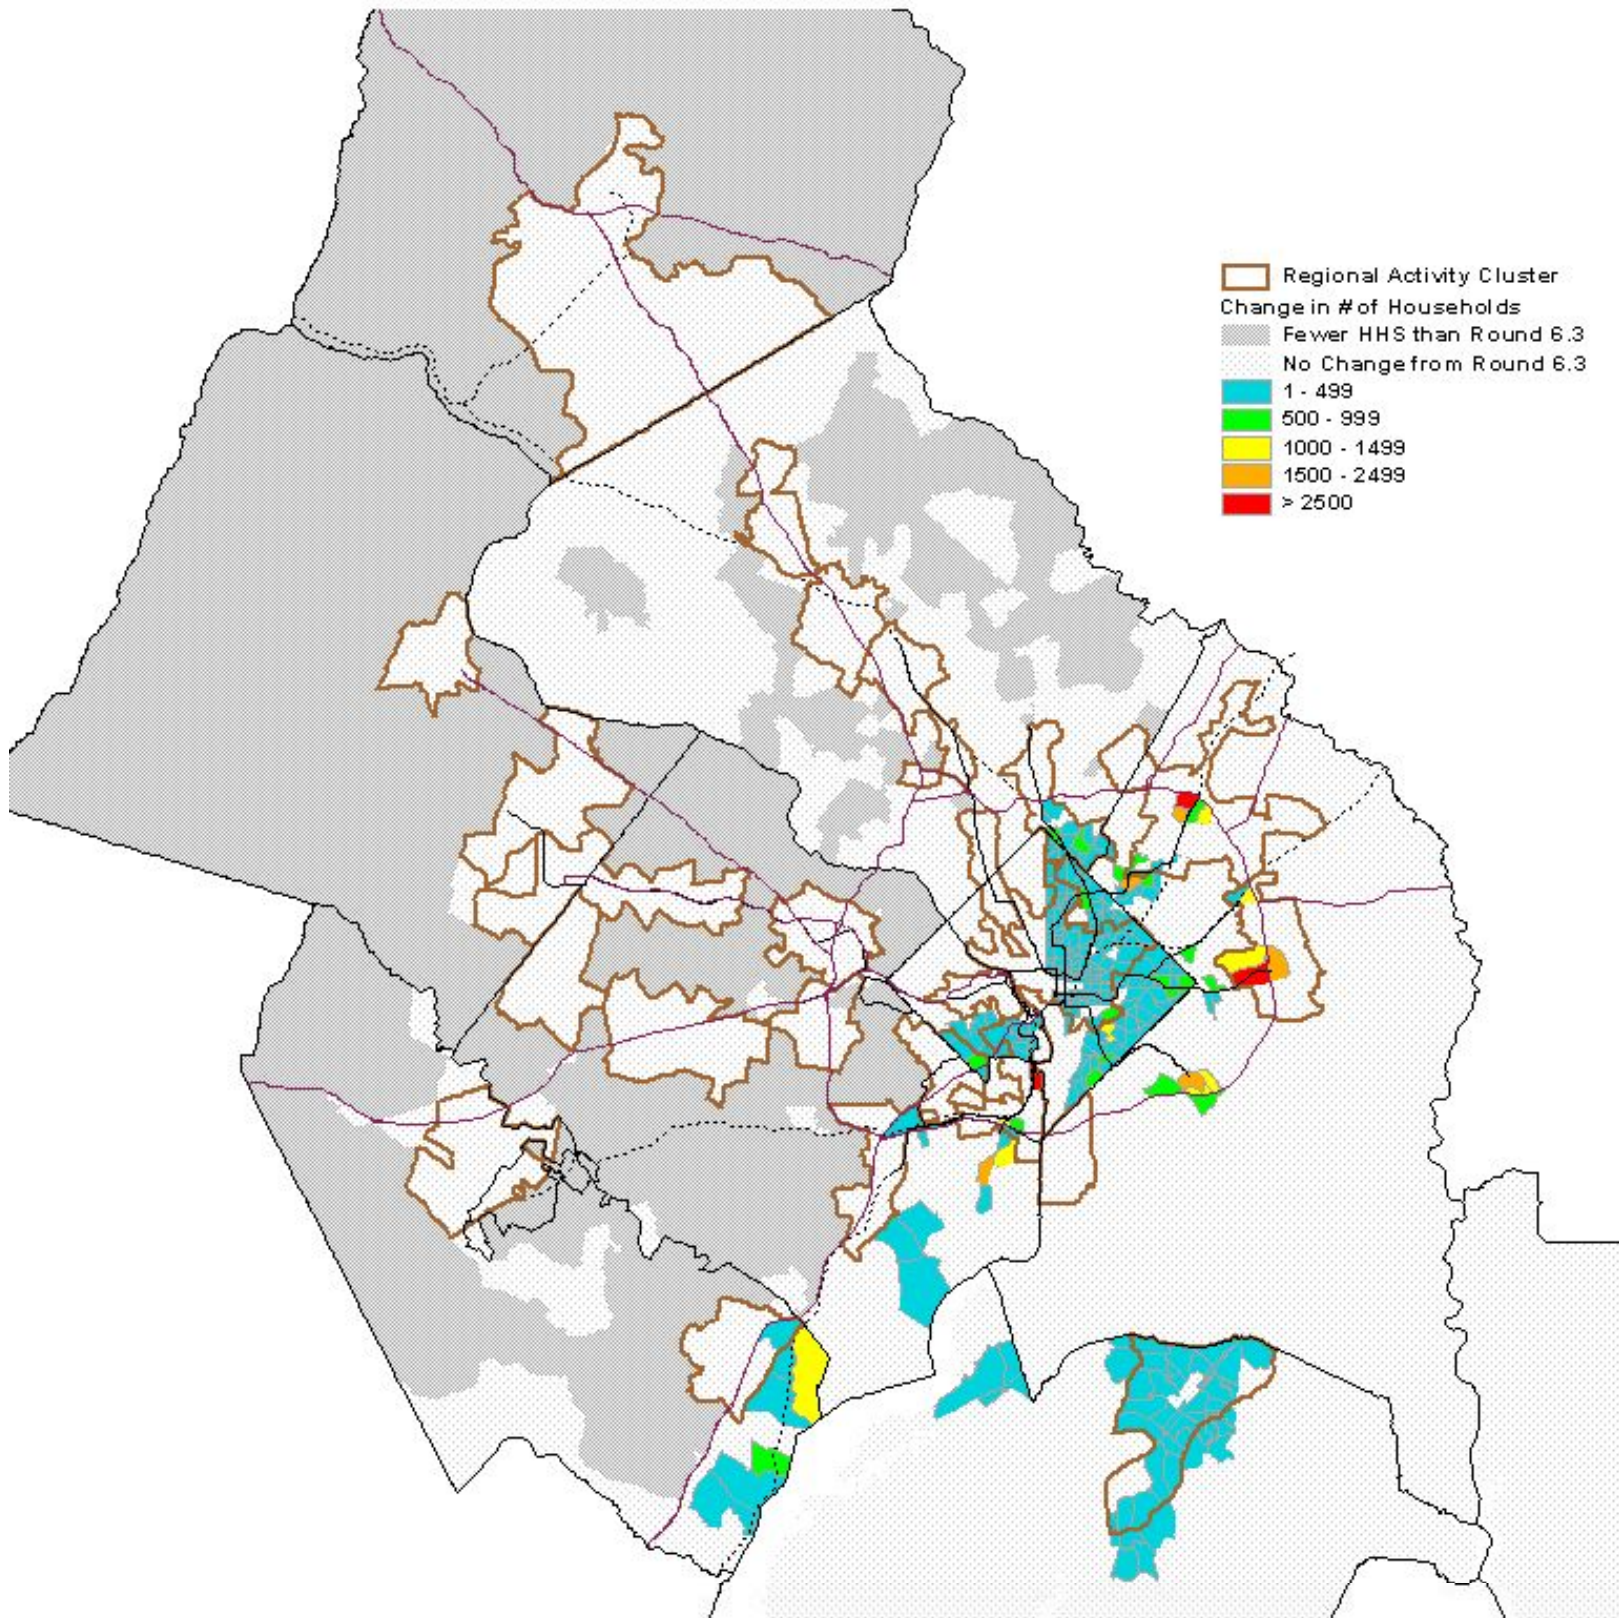 Regional Activity Cluster
Change in # of Households
Fewer HHS than Round 6.3
No Change from Round 6.3
1 - 499
500 - 999
1000 - 1499
1500 - 2499
> 2500